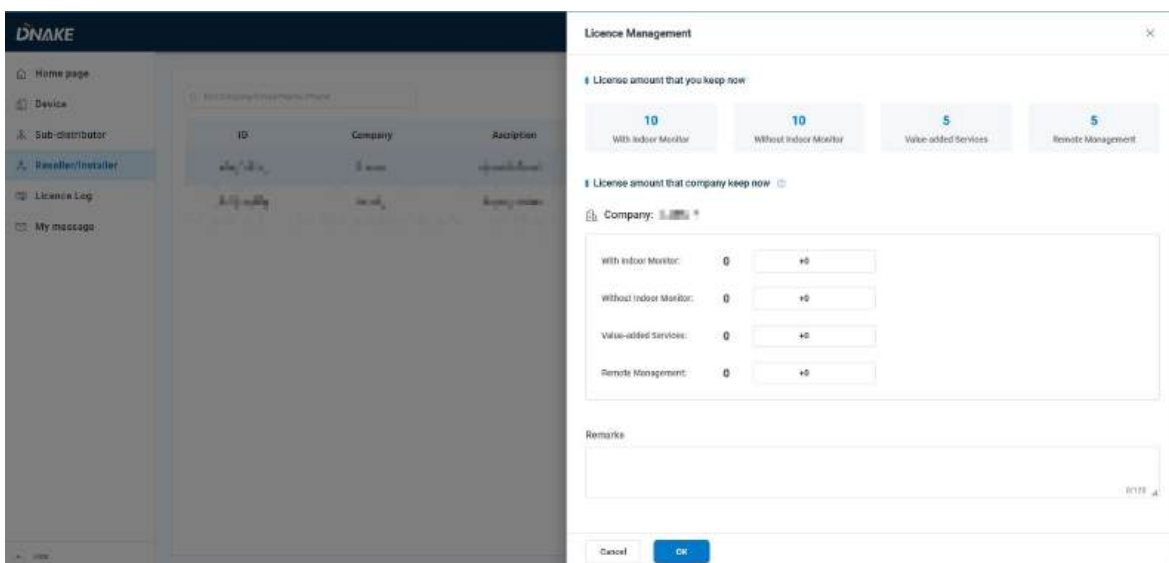 DNAKE
Home page
Device
Sub-distributor
Reseller/Installer
Licence Log
My message
ID Company Ascription
Licence Management
License amount that you keep now
10 10 5 5
With Indoor Monitor Without Indoor Monitor Value-added Services Remote Management
License amount that company keep now
Company:
With Indoor Monitor: 0 +0
Without Indoor Monitor: 0 +0
Value-added Services: 0 +0
Remote Management: 0 +0
Remarks
Cancel OK